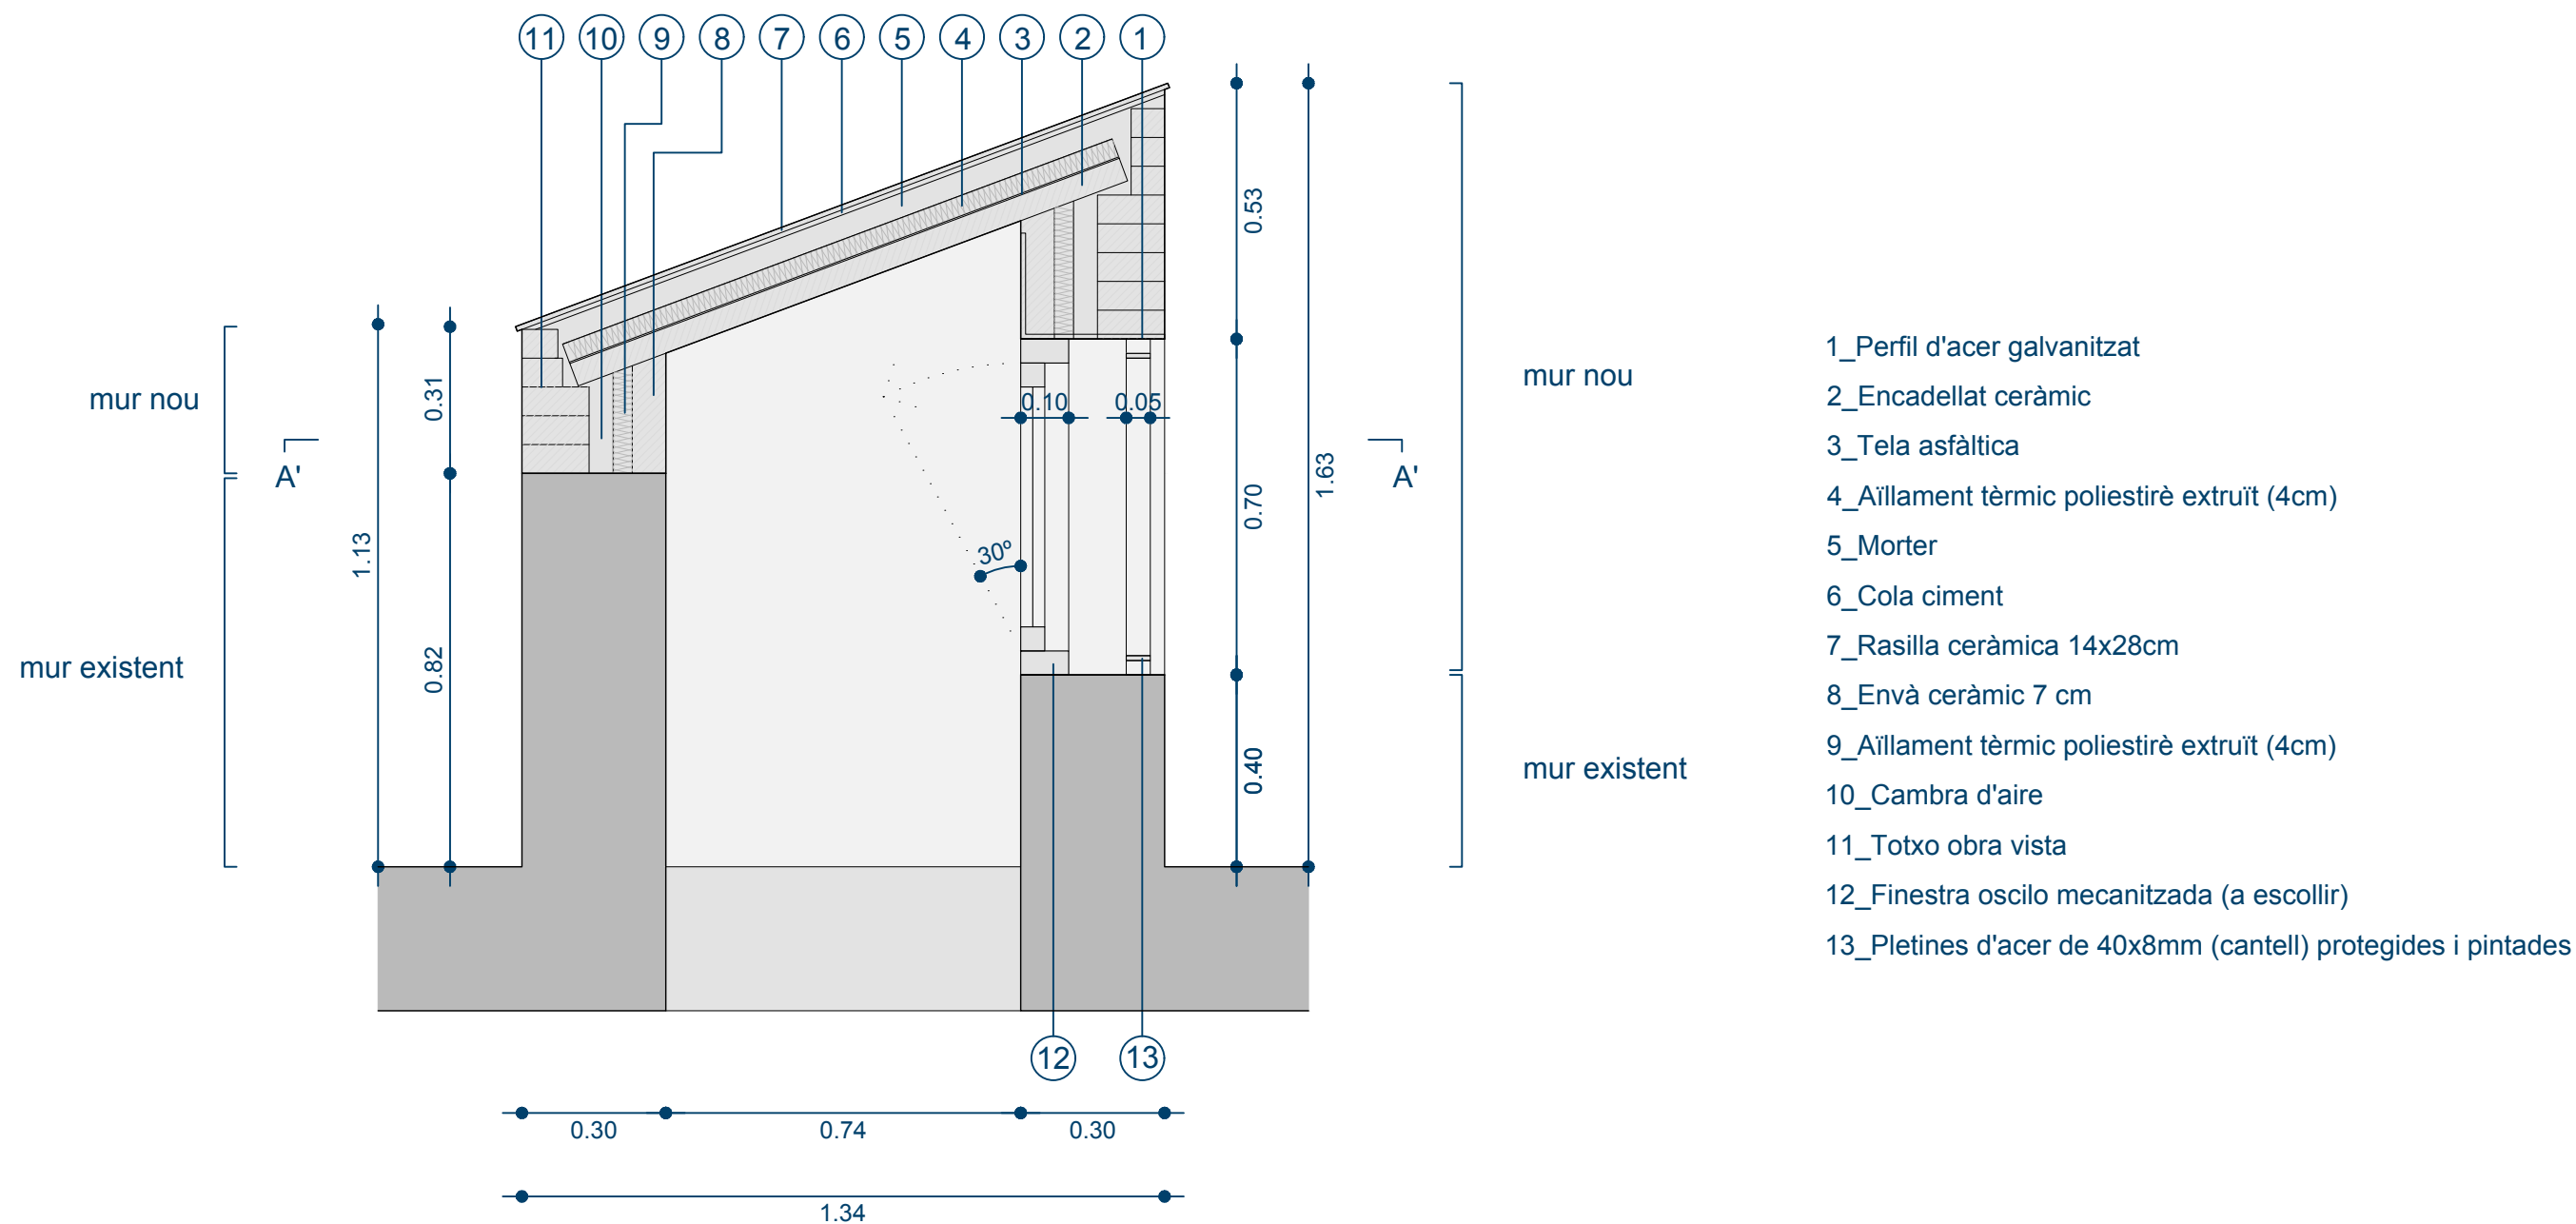 11 10 9 8 7 6 5 4 3 2 1
0.53
0.31
mur nou
mur nou
0.10 0.05
A'
A'
1.63
0.70
1.13
30º
0.82
mur existent
mur existent
0.40
1_Perfil d'acer galvanitzat
2_Encadellat ceràmic
3_Tela asfàltica
4_Aïllament tèrmic poliestirè extruït (4cm)
5_Morter
6_Cola ciment
7_Rasilla ceràmica 14x28cm
8_Envà ceràmic 7 cm
9_Aïllament tèrmic poliestirè extruït (4cm)
10_Cambra d'aire
11_Totxo obra vista
12_Finestra oscilo mecanitzada (a escollir)
13_Pletines d'acer de 40x8mm (cantell) protegides i pintades
12 13
0.30 0.74 0.30
1.34